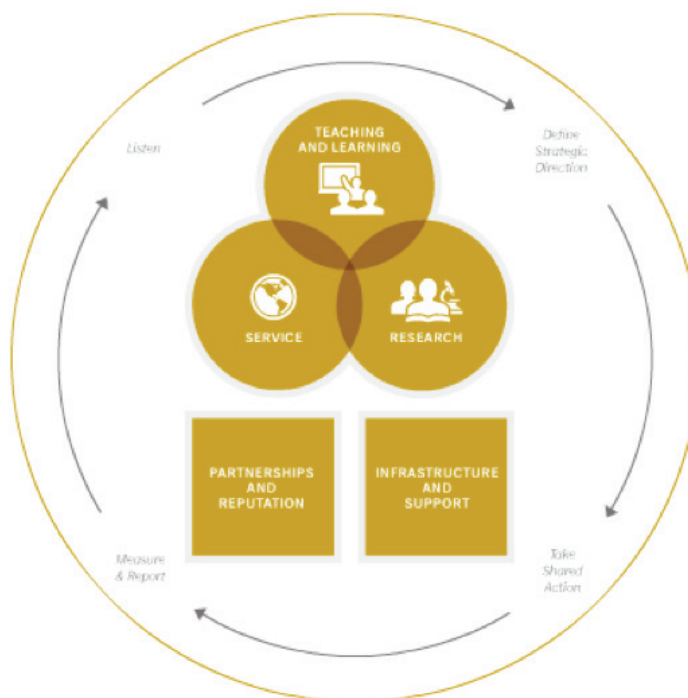 TEACHING
AND LEARNING
Listen
Define
Strategic
Direction
SERVICE
RESEARCH
PARTNERSHIPS
AND
REPUTATION
INFRASTRUCTURE
AND
SUPPORT
Measure
& Report
Take
Shared
Action